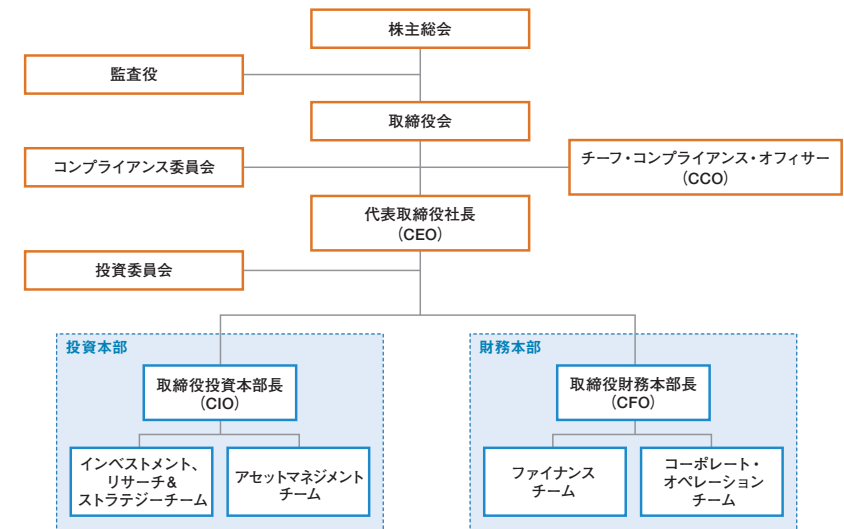 株主総会
監査役
取締役会
コンプライアンス委員会
チーフ・コンプライアンス・オフィサー
（CCO）
代表取締役社長
（CEO）
投資委員会
投資本部
取締役投資本部長
（CIO）
インベストメント、
リサーチ&
ストラテジーチーム
アセットマネジメント
チーム
財務本部
取締役財務本部長
（CFO）
ファイナンス
チーム
コーポレート・
オペレーション
チーム